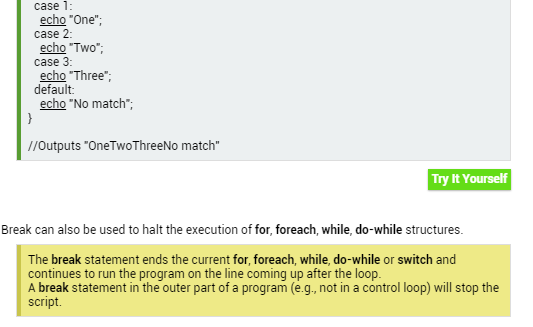 case 1:
echo "One";
case 2:
echo "Two";
case 3:
echo "Three";
default:
echo "No match";
}
//Outputs "OneTwoThreeNo match"
Try It Yourself
Break can also be used to halt the execution of for, foreach, while, do-while structures.
The break statement ends the current for, foreach, while, do-while or switch and
continues to run the program on the line coming up after the loop.
A break statement in the outer part of a program (e.g., not in a control loop) will stop the
script.